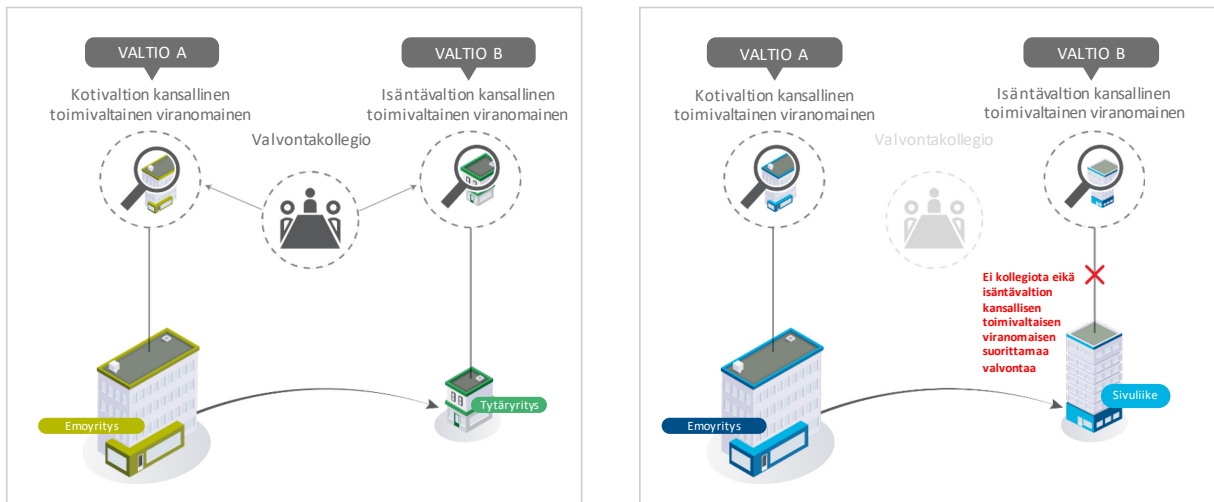 VALTIO A
VALTIO B
Kotivaltion kansallinen
toimivaltainen viranomainen
Isäntävaltion kansallinen
toimivaltainen viranomainen
Valvontakollegio
Emoyritys
Tytäryritys
VALTIO A
VALTIO B
Kotivaltion kansallinen
toimivaltainen viranomainen
Isäntävaltion kansallinen
toimivaltainen viranomainen
Valvontakollegio
Ei kollegiota eikä
isäntävaltion
kansallisen
toimivaltaisen
viranomaisen
suorittamaa
valvontaa
Emoyritys
Sivuliike